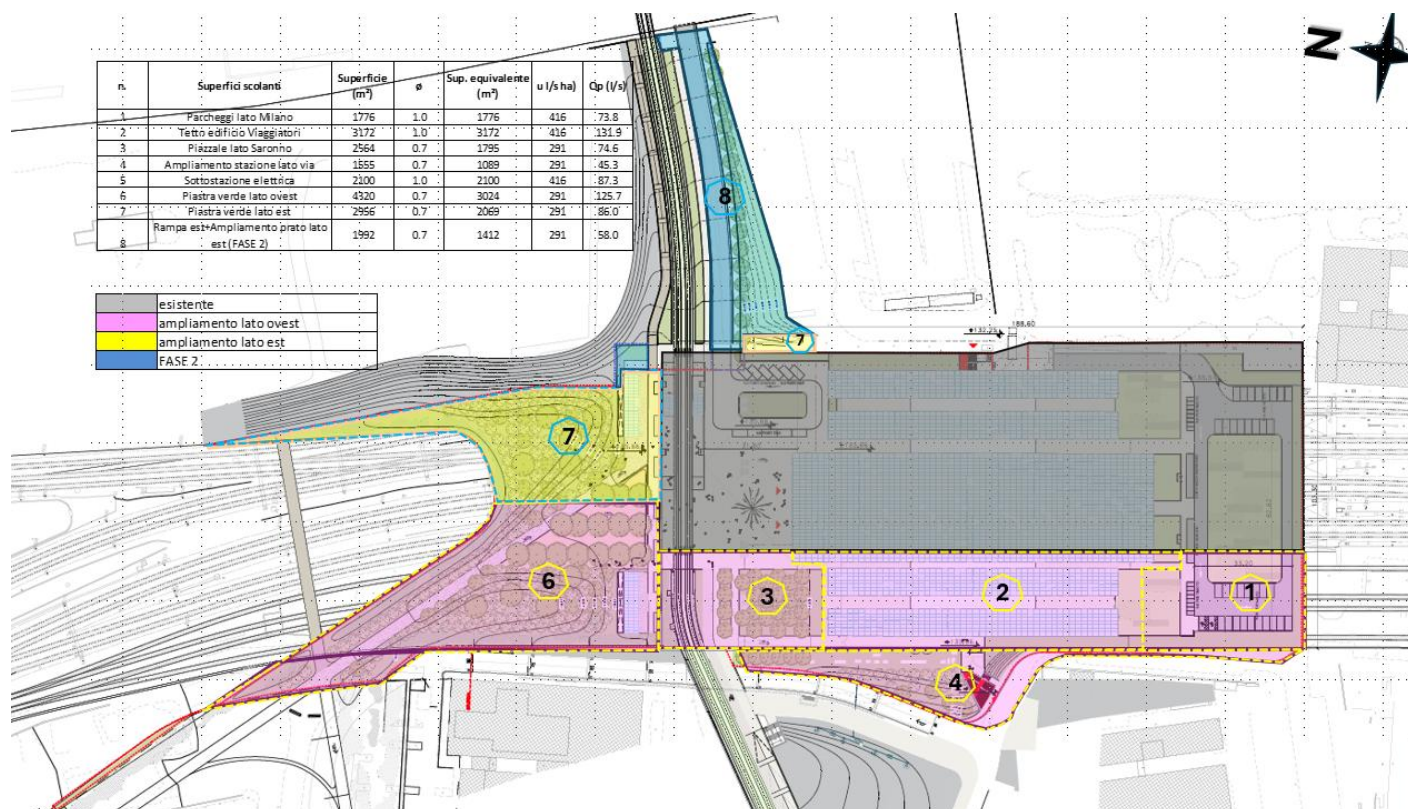 n. Superfici scolanti Superficie (m²) ø Sup. equivalente (m²) u l/s ha) Qp (l/s)
1 Parcheggi lato Milano 1776 1.0 1776 416 73.8
2 Tetto edificio Viaggiatori 3172 1.0 3172 416 131.9
3 Piazzale lato Saronno 2564 0.7 1795 291 74.6
4 Ampliamento stazione lato via 1555 0.7 1089 291 45.3
5 Sottostazione elettrica 2100 1.0 2100 416 87.3
6 Piastra verde lato ovest 4320 0.7 3024 291 125.7
7 Piastra verde lato est 2956 0.7 2069 291 86.0
8 Rampa est+Ampliamento prato lato est (FASE 2) 1992 0.7 1412 291 58.0
esistente
ampliamento lato ovest
ampliamento lato est
FASE 2
N
8
7
132.25
188.60
7
6
3
2
1
4